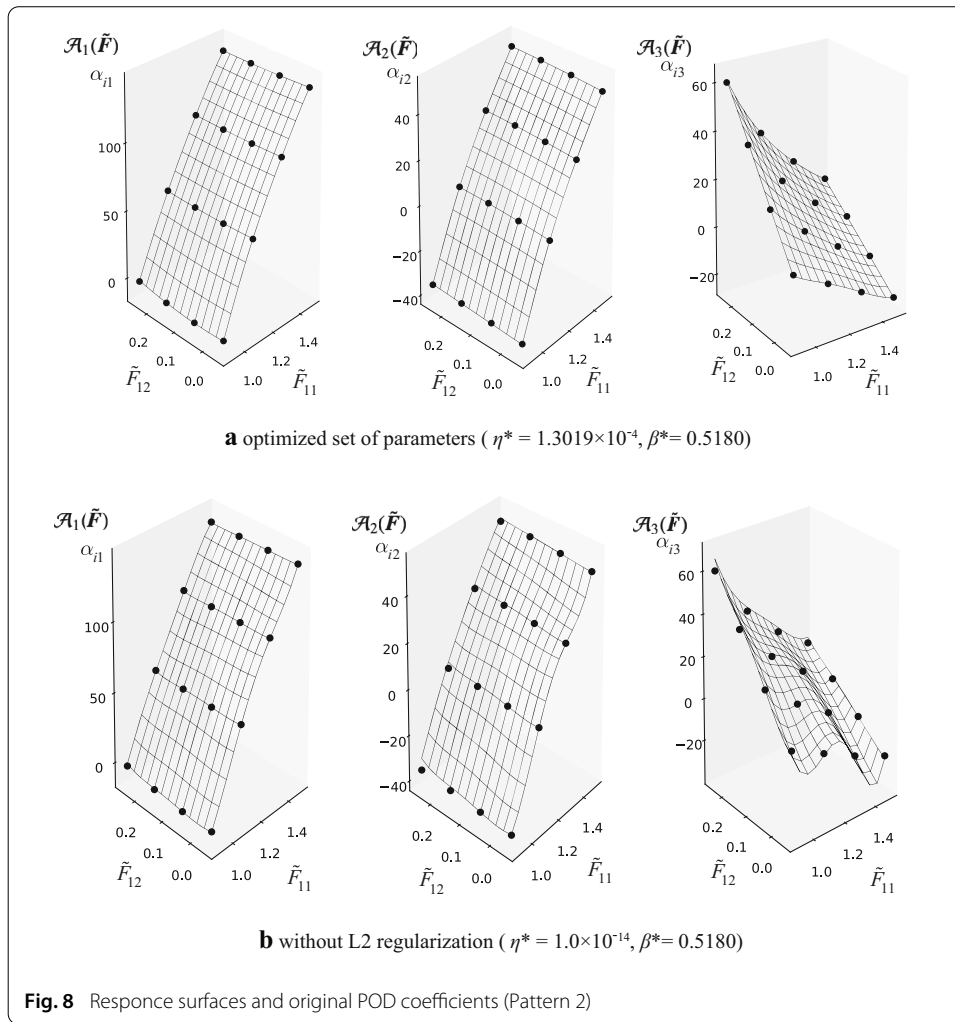 𝒜₁(F̃) 𝒜₂(F̃) 𝒜₃(F̃)
αᵢ₁ αᵢ₂ αᵢ₃
100
50
0
40
20
0
−20
−40
60
40
20
0
−20
0.2 0.1 0.0 1.0 1.2 1.4
F̃₁₂ F̃₁₁
0.2 0.1 0.0 1.0 1.2 1.4
F̃₁₂ F̃₁₁
0.2 0.1 0.0 1.0 1.2 1.4
F̃₁₂ F̃₁₁
a optimized set of parameters ( η* = 1.3019×10⁻⁴, β*= 0.5180)
𝒜₁(F̃) 𝒜₂(F̃) 𝒜₃(F̃)
αᵢ₁ αᵢ₂ αᵢ₃
100
50
0
40
20
0
−20
−40
60
40
20
0
−20
0.2 0.1 0.0 1.0 1.2 1.4
F̃₁₂ F̃₁₁
0.2 0.1 0.0 1.0 1.2 1.4
F̃₁₂ F̃₁₁
0.2 0.1 0.0 1.0 1.2 1.4
F̃₁₂ F̃₁₁
b without L2 regularization ( η* = 1.0×10⁻¹⁴, β*= 0.5180)
Fig. 8 Responce surfaces and original POD coefficients (Pattern 2)